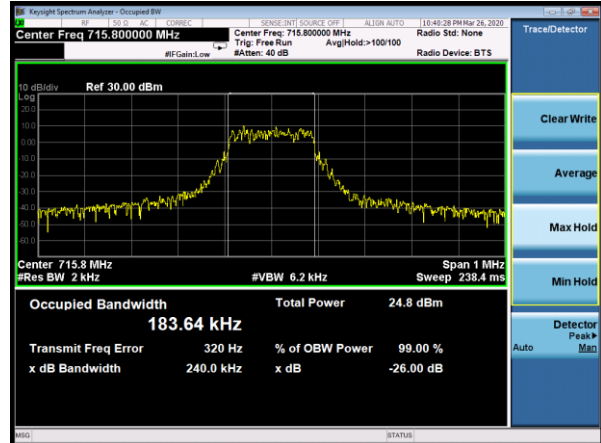 Keysight Spectrum Analyzer - Occupied BW
RF 50 Ω AC CORREC SENSE:INT SOURCE OFF ALIGN AUTO 10:40:28 PM Mar 26, 2020
Center Freq 715.800000 MHz
Center Freq: 715.800000 MHz
Radio Std: None
Trig: Free Run Avg|Hold:>100/100
#IFGain:Low #Atten: 40 dB Radio Device: BTS
10 dB/div Ref 30.00 dBm
Log
20.0
10.0
0.00
-10.0
-20.0
-30.0
-40.0
-50.0
-60.0
Center 715.8 MHz Span 1 MHz
#Res BW 2 kHz #VBW 6.2 kHz Sweep 238.4 ms
Occupied Bandwidth Total Power 24.8 dBm
183.64 kHz
Transmit Freq Error 320 Hz % of OBW Power 99.00 %
x dB Bandwidth 240.0 kHz x dB -26.00 dB
MSG STATUS
Trace/Detector
Clear Write
Average
Max Hold
Min Hold
Detector
Peak▶
Auto Man